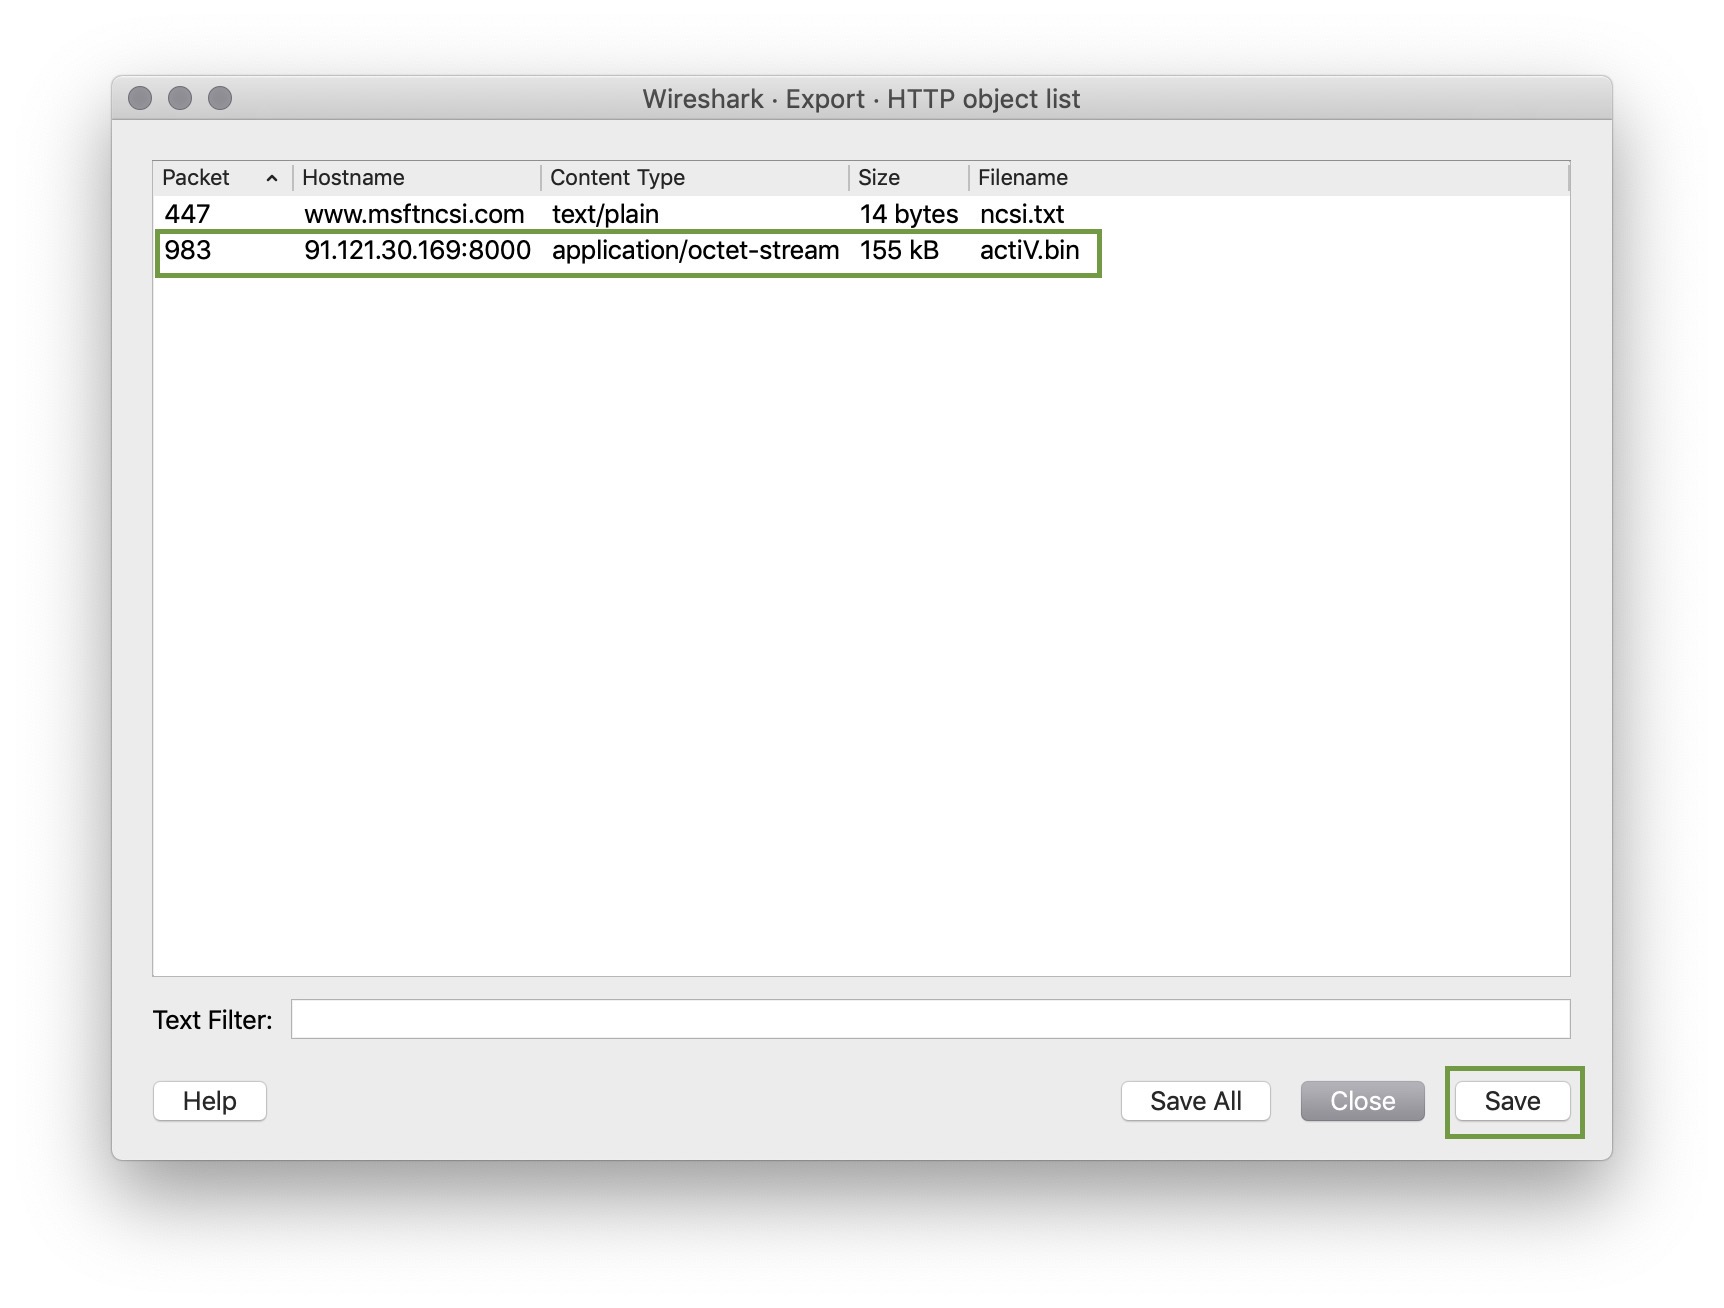 Wireshark · Export · HTTP object list
Packet Hostname Content Type Size Filename
447 www.msftncsi.com text/plain 14 bytes ncsi.txt
983 91.121.30.169:8000 application/octet-stream 155 kB actiV.bin
Text Filter:
Help Save All Close Save